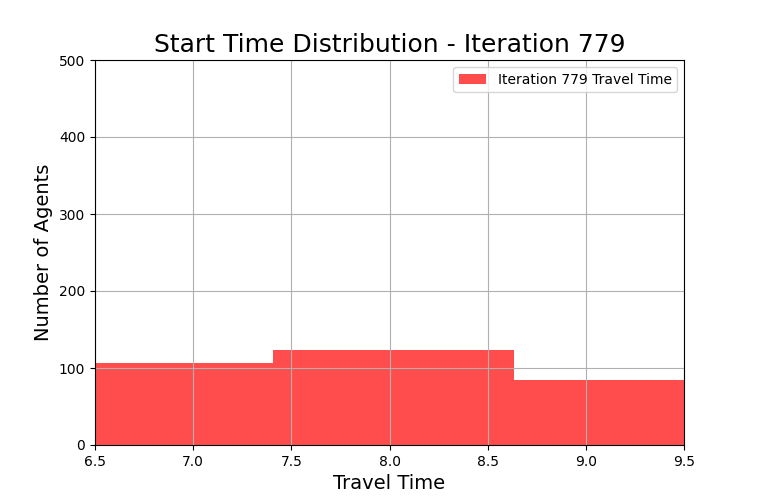 Start Time Distribution - Iteration 779
Iteration 779 Travel Time
Number of Agents
500
400
300
200
100
0
6.5 7.0 7.5 8.0 8.5 9.0 9.5
Travel Time